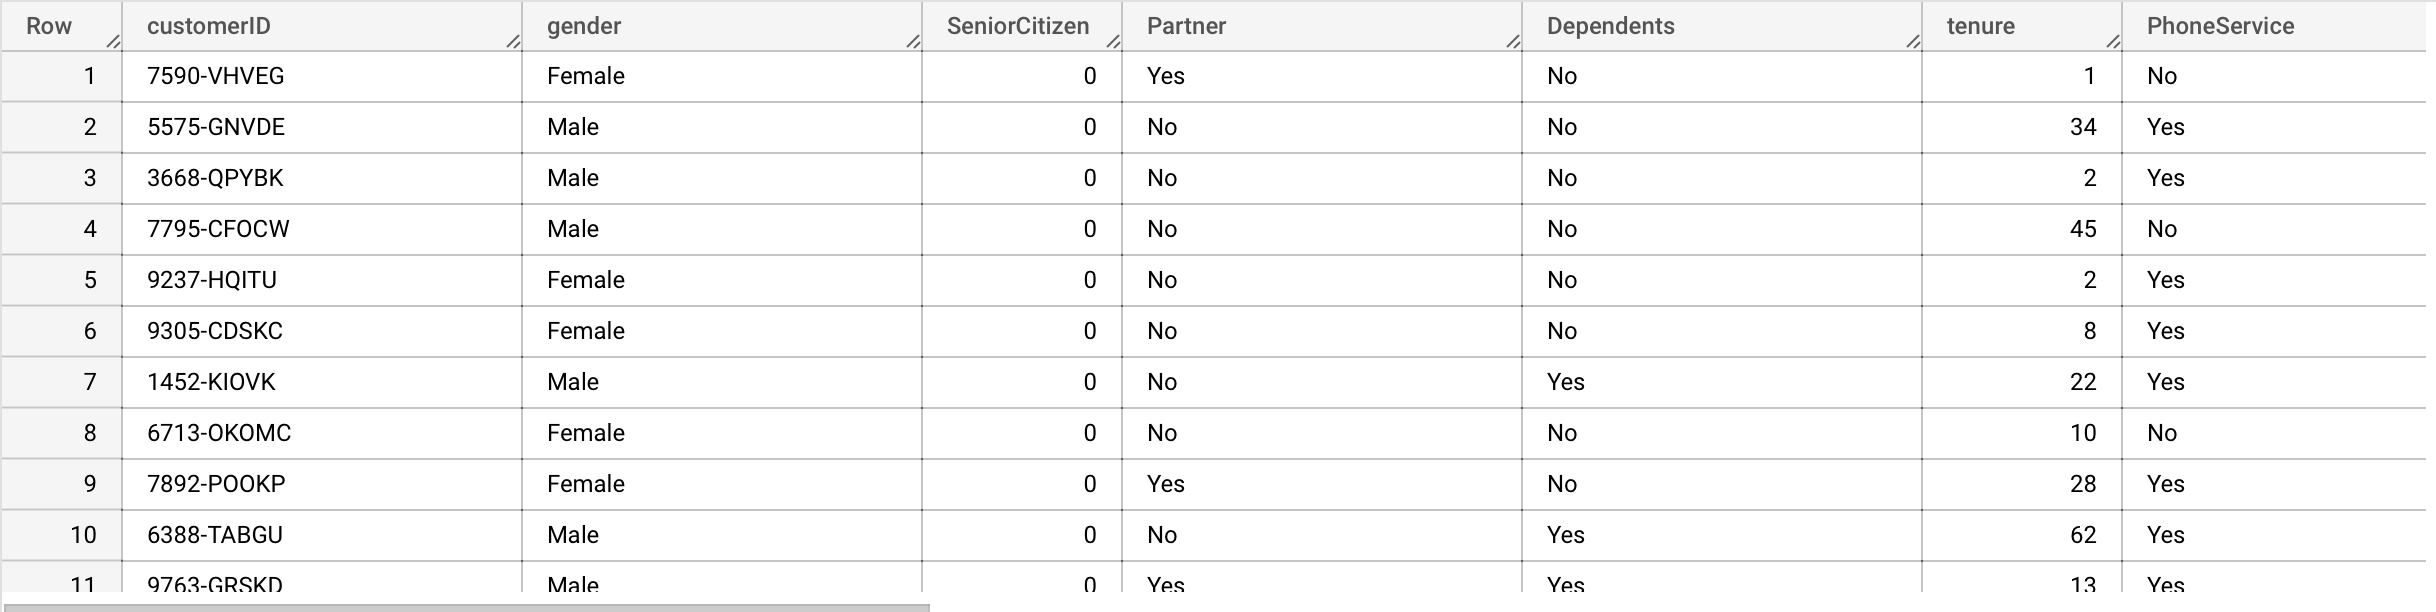 Row customerID gender SeniorCitizen Partner Dependents tenure PhoneService
1 7590-VHVEG Female 0 Yes No 1 No
2 5575-GNVDE Male 0 No No 34 Yes
3 3668-QPYBK Male 0 No No 2 Yes
4 7795-CFOCW Male 0 No No 45 No
5 9237-HQITU Female 0 No No 2 Yes
6 9305-CDSKC Female 0 No No 8 Yes
7 1452-KIOVK Male 0 No Yes 22 Yes
8 6713-OKOMC Female 0 No No 10 No
9 7892-POOKP Female 0 Yes No 28 Yes
10 6388-TABGU Male 0 No Yes 62 Yes
11 9763-GRSKD Male 0 Yes Yes 13 Yes